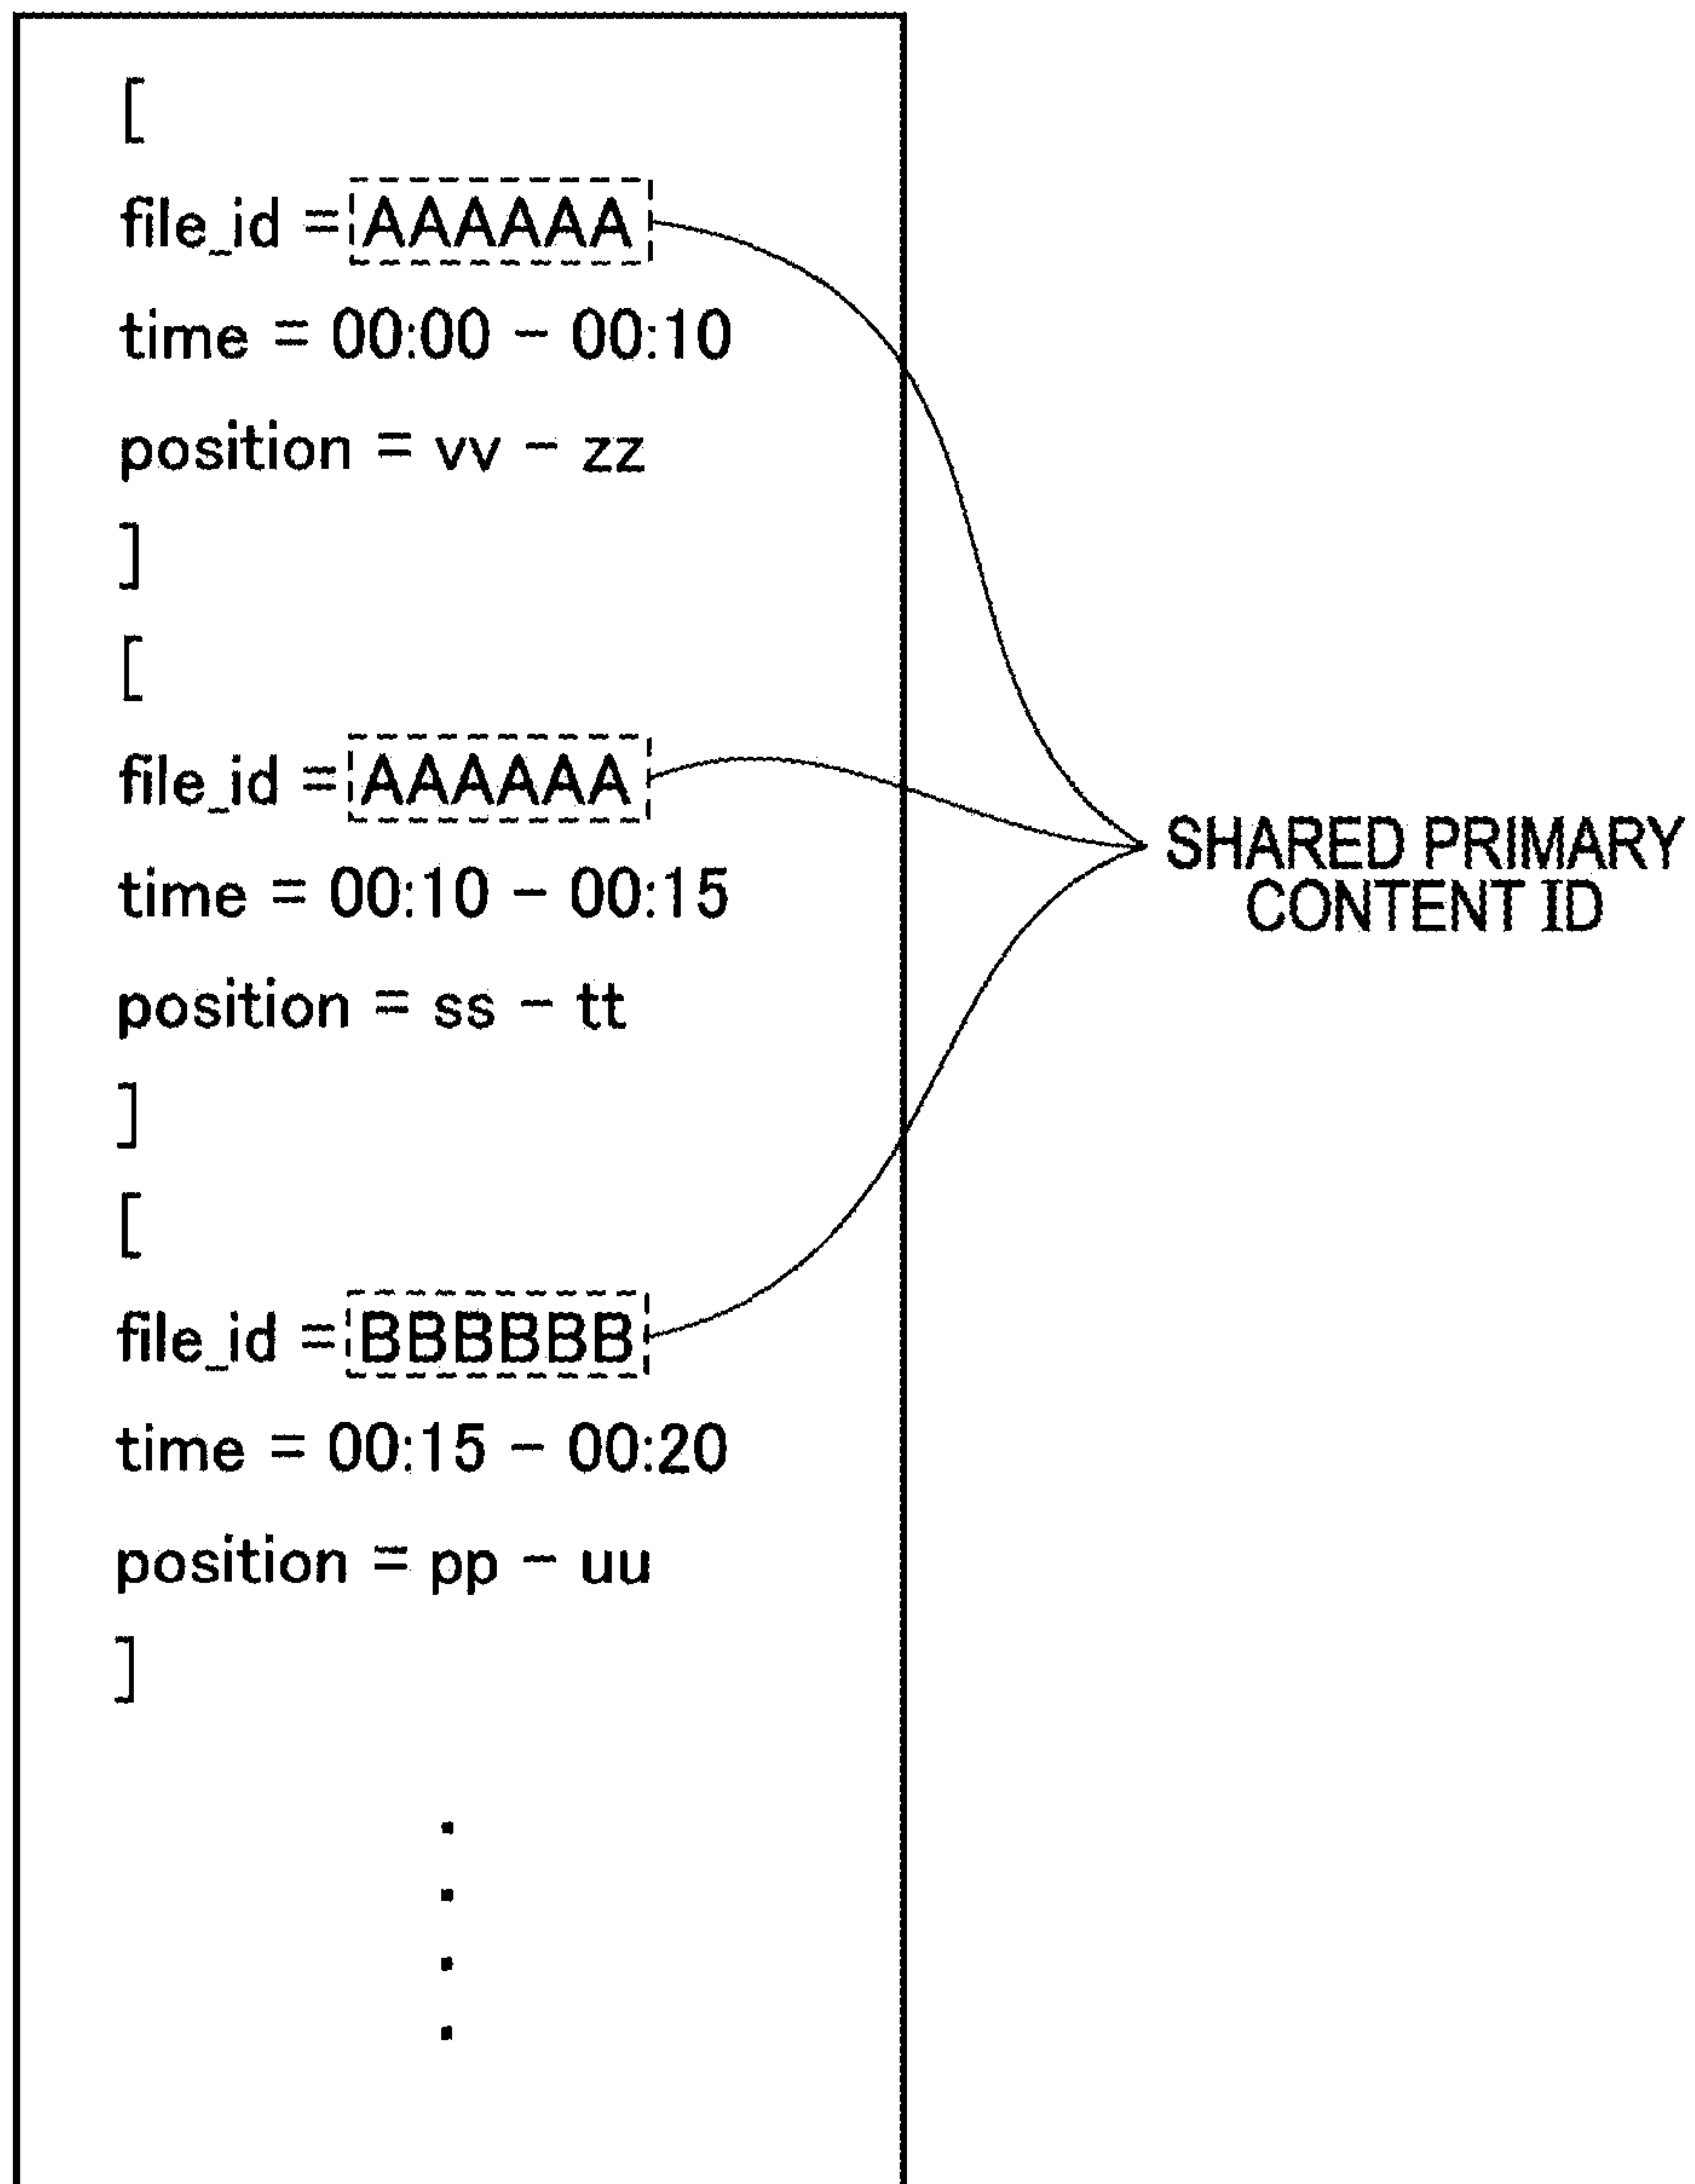 [
file_id = AAAAAA
time = 00:00 - 00:10
position = vv - zz
]
[
file_id = AAAAAA
time = 00:10 - 00:15
position = ss - tt
]
[
file_id = BBBBBB
time = 00:15 - 00:20
position = pp - uu
]
.
.
.
.
SHARED PRIMARY
CONTENT ID